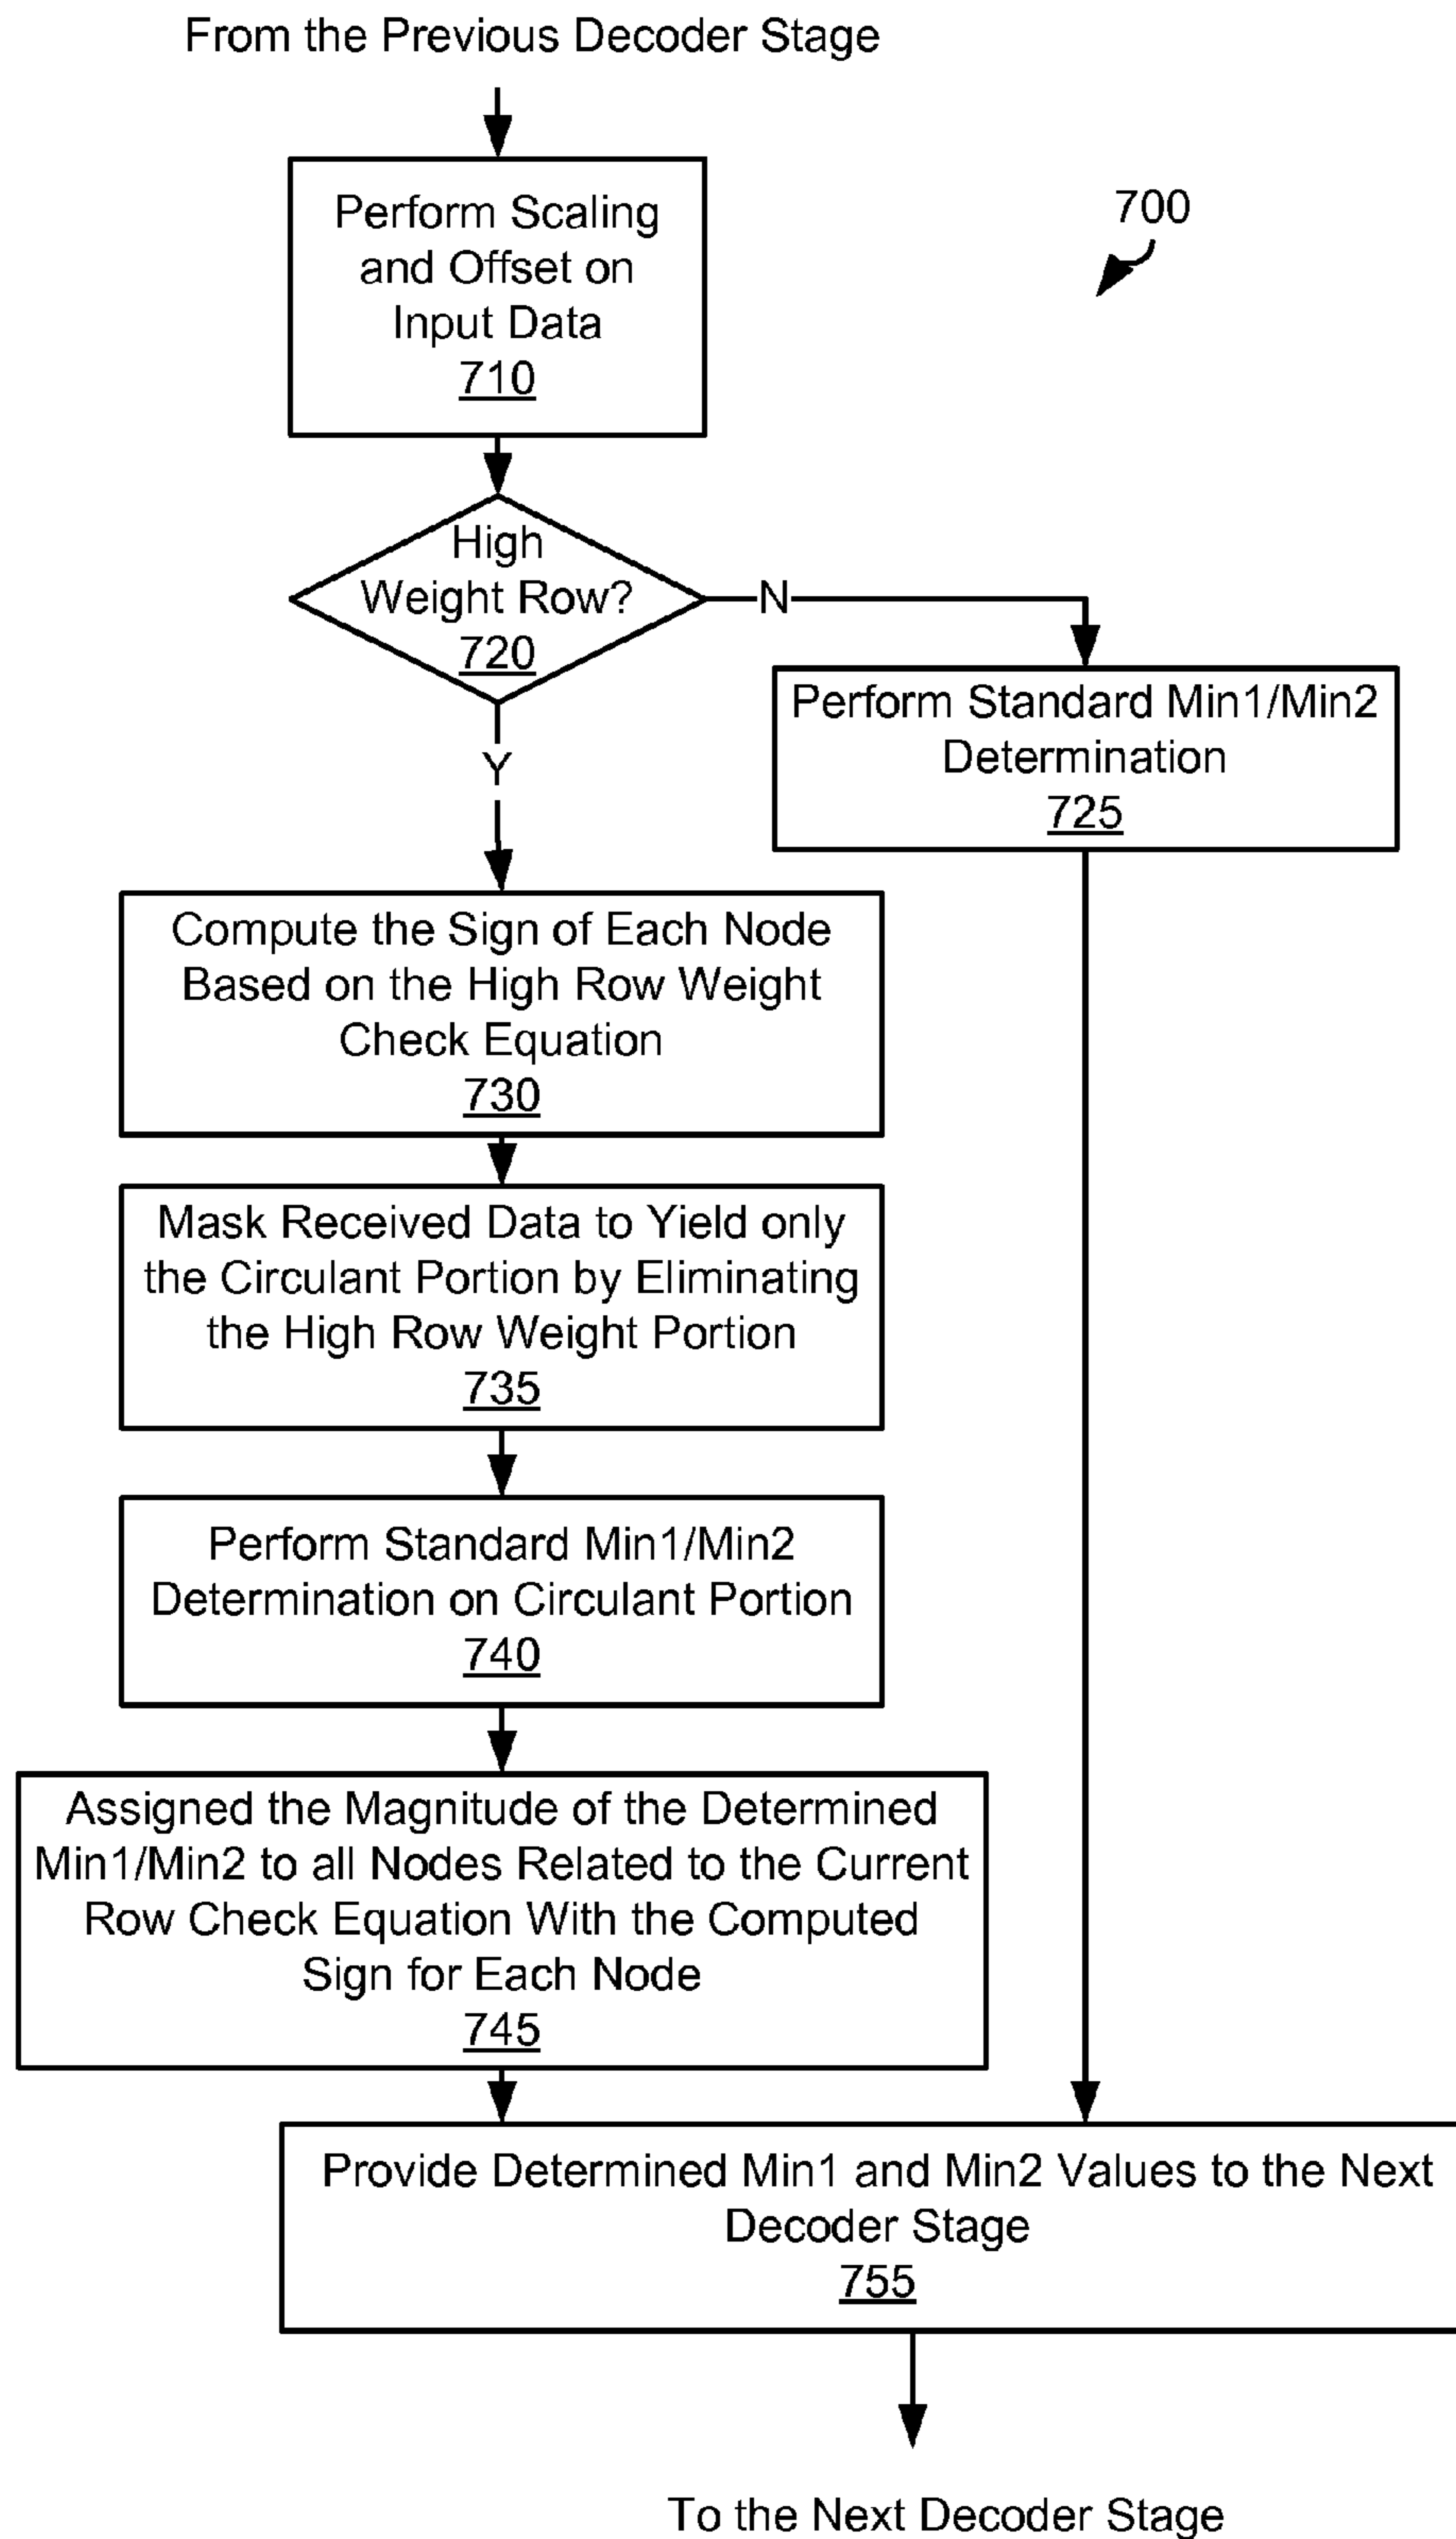 From the Previous Decoder Stage
Perform Scaling
and Offset on
Input Data
710
700
High
Weight Row?
720
N
Perform Standard Min1/Min2
Determination
725
Y
Compute the Sign of Each Node
Based on the High Row Weight
Check Equation
730
Mask Received Data to Yield only
the Circulant Portion by Eliminating
the High Row Weight Portion
735
Perform Standard Min1/Min2
Determination on Circulant Portion
740
Assigned the Magnitude of the Determined
Min1/Min2 to all Nodes Related to the Current
Row Check Equation With the Computed
Sign for Each Node
745
Provide Determined Min1 and Min2 Values to the Next
Decoder Stage
755
To the Next Decoder Stage